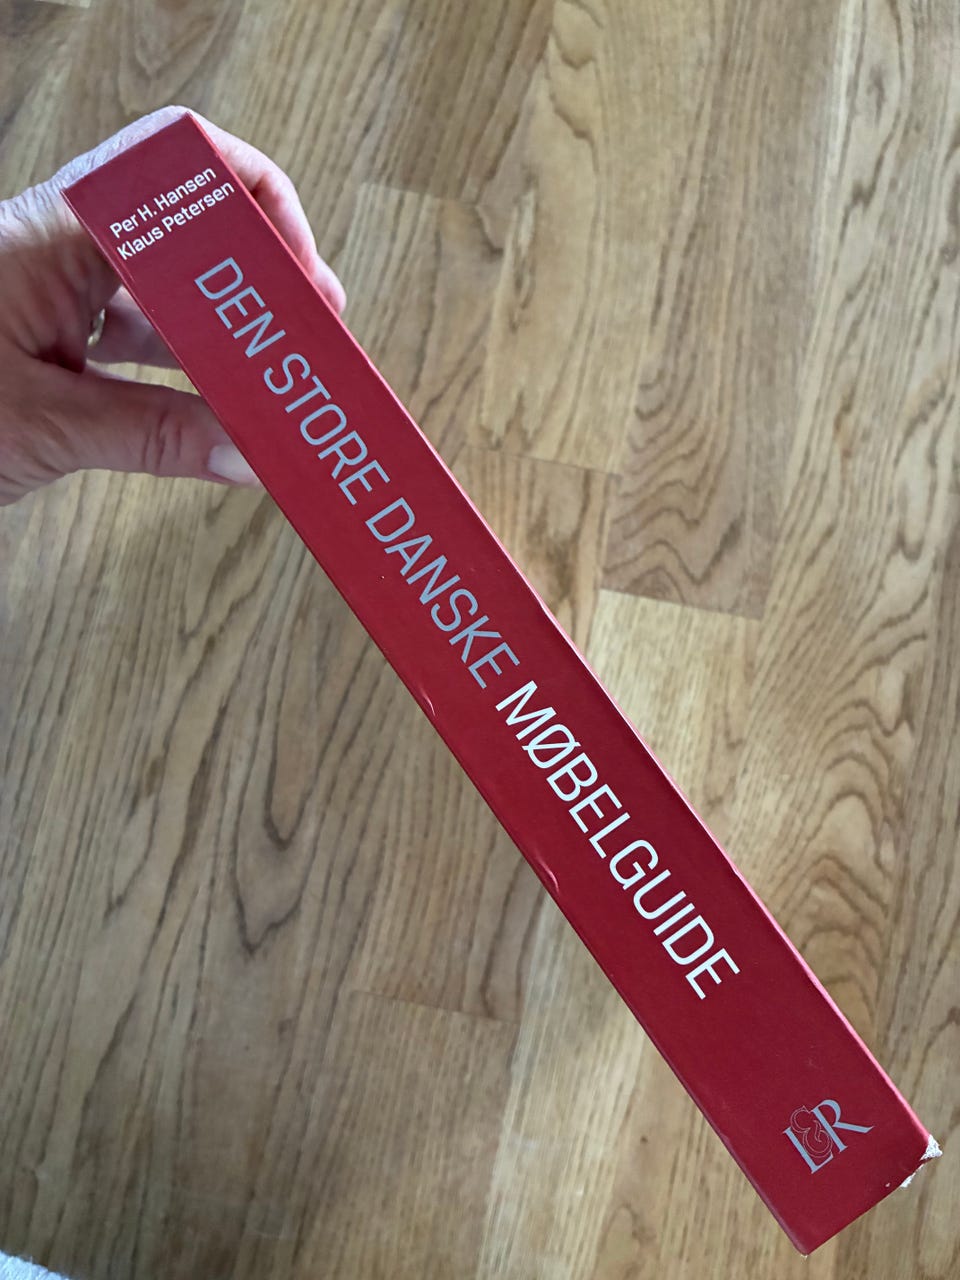 Per H. Hansen
Klaus Petersen
DEN STORE DANSKE MØBELGUIDE
L&R